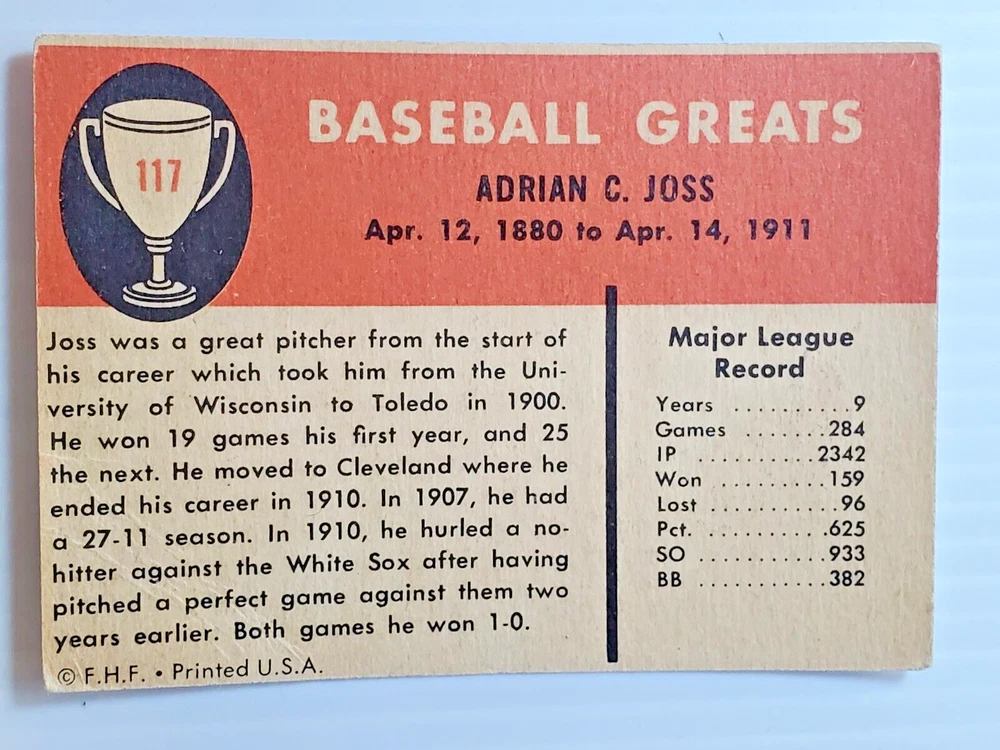 117
BASEBALL GREATS
ADRIAN C. JOSS
Apr. 12, 1880 to Apr. 14, 1911
Joss was a great pitcher from the start of
his career which took him from the Uni-
versity of Wisconsin to Toledo in 1900.
He won 19 games his first year, and 25
the next. He moved to Cleveland where he
ended his career in 1910. In 1907, he had
a 27-11 season. In 1910, he hurled a no-
hitter against the White Sox after having
pitched a perfect game against them two
years earlier. Both games he won 1-0.
© F.H.F. • Printed U.S.A.
Major League
Record
Years ..........9
Games .......284
IP ..........2342
Won .........159
Lost ...........96
Pct. ..........625
SO ...........933
BB ...........382